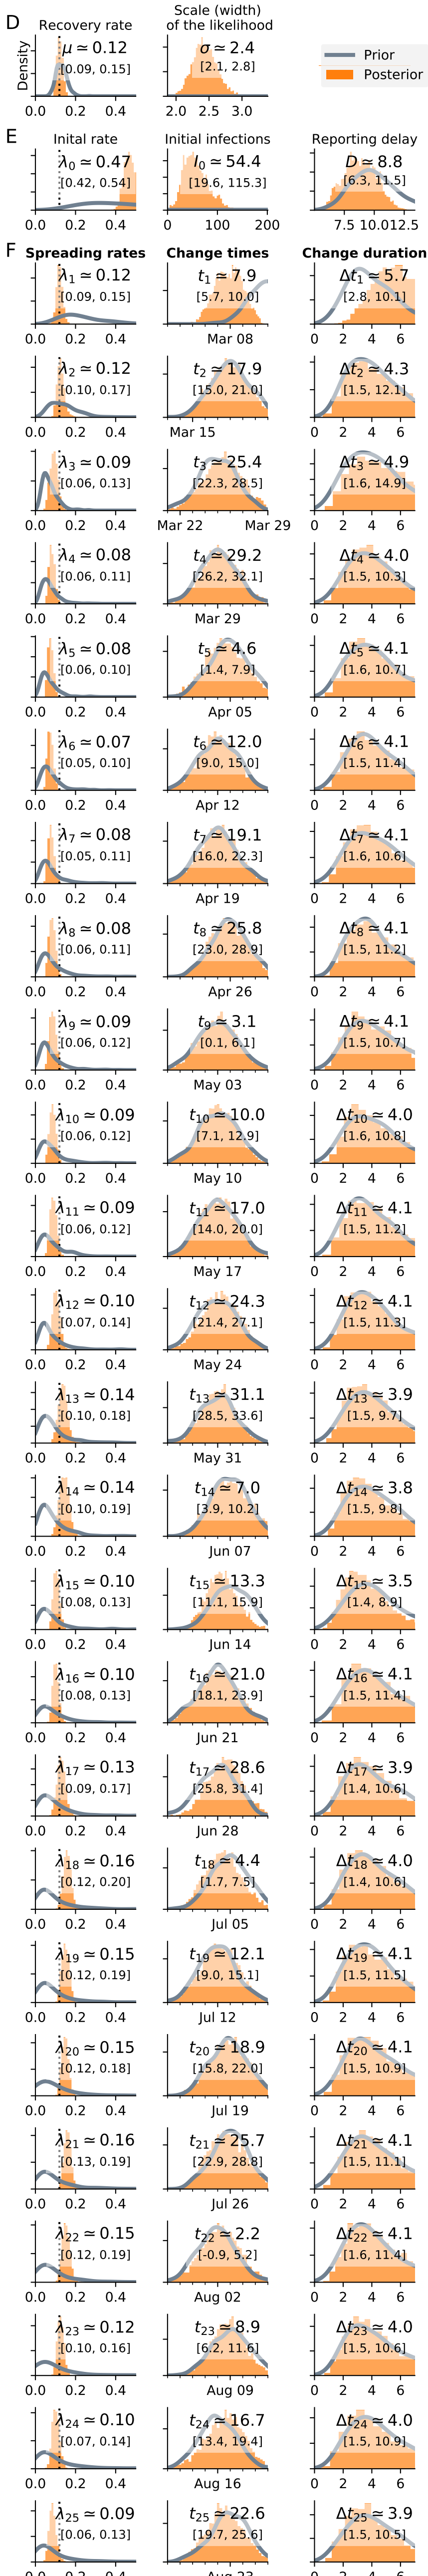 D
Recovery rate
Scale (width)
of the likelihood
Density
μ ≃ 0.12
[0.09, 0.15]
σ ≃ 2.4
[2.1, 2.8]
Prior
Posterior
0.0 0.2 0.4
2.0 2.5 3.0
E
Inital rate
Initial infections
Reporting delay
λ0 ≃ 0.47
[0.42, 0.54]
I0 ≃ 54.4
[19.6, 115.3]
D ≃ 8.8
[6.3, 11.5]
0.0 0.2 0.4
0 100 200
7.5 10.0 12.5
F
Spreading rates
Change times
Change duration
λ1 ≃ 0.12
[0.09, 0.15]
t1 ≃ 7.9
[5.7, 10.0]
Δt1 ≃ 5.7
[2.8, 10.1]
0.0 0.2 0.4
Mar 08
0 2 4 6
λ2 ≃ 0.12
[0.10, 0.17]
t2 ≃ 17.9
[15.0, 21.0]
Δt2 ≃ 4.3
[1.5, 12.1]
0.0 0.2 0.4
Mar 15
0 2 4 6
λ3 ≃ 0.09
[0.06, 0.13]
t3 ≃ 25.4
[22.3, 28.5]
Δt3 ≃ 4.9
[1.6, 14.9]
0.0 0.2 0.4
Mar 22 Mar 29
0 2 4 6
λ4 ≃ 0.08
[0.06, 0.11]
t4 ≃ 29.2
[26.2, 32.1]
Δt4 ≃ 4.0
[1.5, 10.3]
0.0 0.2 0.4
Mar 29
0 2 4 6
λ5 ≃ 0.08
[0.06, 0.10]
t5 ≃ 4.6
[1.4, 7.9]
Δt5 ≃ 4.1
[1.6, 10.7]
0.0 0.2 0.4
Apr 05
0 2 4 6
λ6 ≃ 0.07
[0.05, 0.10]
t6 ≃ 12.0
[9.0, 15.0]
Δt6 ≃ 4.1
[1.5, 11.4]
0.0 0.2 0.4
Apr 12
0 2 4 6
λ7 ≃ 0.08
[0.05, 0.11]
t7 ≃ 19.1
[16.0, 22.3]
Δt7 ≃ 4.1
[1.6, 10.6]
0.0 0.2 0.4
Apr 19
0 2 4 6
λ8 ≃ 0.08
[0.06, 0.11]
t8 ≃ 25.8
[23.0, 28.9]
Δt8 ≃ 4.1
[1.5, 11.2]
0.0 0.2 0.4
Apr 26
0 2 4 6
λ9 ≃ 0.09
[0.06, 0.12]
t9 ≃ 3.1
[0.1, 6.1]
Δt9 ≃ 4.1
[1.5, 10.7]
0.0 0.2 0.4
May 03
0 2 4 6
λ10 ≃ 0.09
[0.06, 0.12]
t10 ≃ 10.0
[7.1, 12.9]
Δt10 ≃ 4.0
[1.6, 10.8]
0.0 0.2 0.4
May 10
0 2 4 6
λ11 ≃ 0.09
[0.06, 0.12]
t11 ≃ 17.0
[14.0, 20.0]
Δt11 ≃ 4.1
[1.5, 11.2]
0.0 0.2 0.4
May 17
0 2 4 6
λ12 ≃ 0.10
[0.07, 0.14]
t12 ≃ 24.3
[21.4, 27.1]
Δt12 ≃ 4.1
[1.5, 11.3]
0.0 0.2 0.4
May 24
0 2 4 6
λ13 ≃ 0.14
[0.10, 0.18]
t13 ≃ 31.1
[28.5, 33.6]
Δt13 ≃ 3.9
[1.5, 9.7]
0.0 0.2 0.4
May 31
0 2 4 6
λ14 ≃ 0.14
[0.10, 0.19]
t14 ≃ 7.0
[3.9, 10.2]
Δt14 ≃ 3.8
[1.5, 9.8]
0.0 0.2 0.4
Jun 07
0 2 4 6
λ15 ≃ 0.10
[0.08, 0.13]
t15 ≃ 13.3
[11.1, 15.9]
Δt15 ≃ 3.5
[1.4, 8.9]
0.0 0.2 0.4
Jun 14
0 2 4 6
λ16 ≃ 0.10
[0.08, 0.13]
t16 ≃ 21.0
[18.1, 23.9]
Δt16 ≃ 4.1
[1.5, 11.4]
0.0 0.2 0.4
Jun 21
0 2 4 6
λ17 ≃ 0.13
[0.09, 0.17]
t17 ≃ 28.6
[25.8, 31.4]
Δt17 ≃ 3.9
[1.4, 10.6]
0.0 0.2 0.4
Jun 28
0 2 4 6
λ18 ≃ 0.16
[0.12, 0.20]
t18 ≃ 4.4
[1.7, 7.5]
Δt18 ≃ 4.0
[1.4, 10.6]
0.0 0.2 0.4
Jul 05
0 2 4 6
λ19 ≃ 0.15
[0.12, 0.19]
t19 ≃ 12.1
[9.0, 15.1]
Δt19 ≃ 4.1
[1.5, 11.5]
0.0 0.2 0.4
Jul 12
0 2 4 6
λ20 ≃ 0.15
[0.12, 0.18]
t20 ≃ 18.9
[15.8, 22.0]
Δt20 ≃ 4.1
[1.5, 10.9]
0.0 0.2 0.4
Jul 19
0 2 4 6
λ21 ≃ 0.16
[0.13, 0.19]
t21 ≃ 25.7
[22.9, 28.8]
Δt21 ≃ 4.1
[1.5, 11.1]
0.0 0.2 0.4
Jul 26
0 2 4 6
λ22 ≃ 0.15
[0.12, 0.19]
t22 ≃ 2.2
[-0.9, 5.2]
Δt22 ≃ 4.1
[1.6, 11.4]
0.0 0.2 0.4
Aug 02
0 2 4 6
λ23 ≃ 0.12
[0.10, 0.16]
t23 ≃ 8.9
[6.2, 11.6]
Δt23 ≃ 4.0
[1.5, 10.6]
0.0 0.2 0.4
Aug 09
0 2 4 6
λ24 ≃ 0.10
[0.07, 0.14]
t24 ≃ 16.7
[13.4, 19.4]
Δt24 ≃ 4.0
[1.5, 10.9]
0.0 0.2 0.4
Aug 16
0 2 4 6
λ25 ≃ 0.09
[0.06, 0.13]
t25 ≃ 22.6
[19.7, 25.6]
Δt25 ≃ 3.9
[1.5, 10.5]